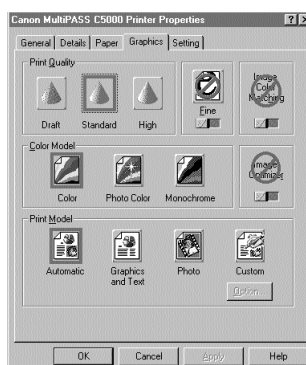 Canon MultiPASS C5000 Printer Properties
General Details Paper Graphics Setting
Print Quality
Draft Standard High
Fine
Image Color Matching
Color Model
Color Photo Color Monochrome
Image Optimizer
Print Model
Automatic Graphics and Text Photo Custom
Option
OK Cancel Apply Help